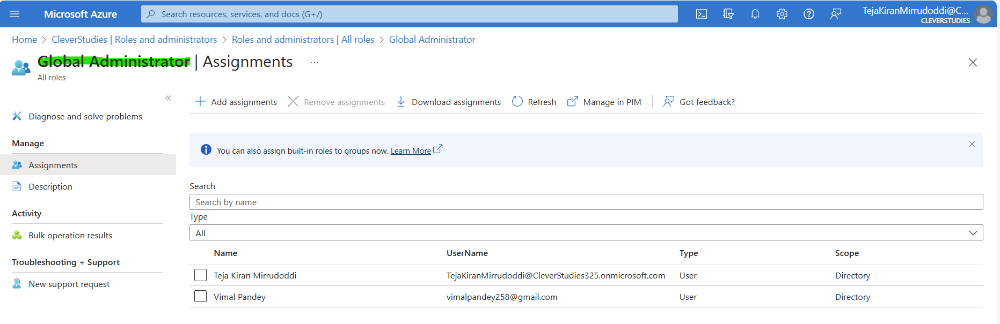 Microsoft Azure
Search resources, services, and docs (G+/)
TejaKiranMirrudoddi@C...
CLEVERSTUDIES
Home > CleverStudies | Roles and administrators > Roles and administrators | All roles > Global Administrator
Global Administrator | Assignments ...
All roles
«
Diagnose and solve problems
Manage
Assignments
Description
Activity
Bulk operation results
Troubleshooting + Support
New support request
Add assignments Remove assignments Download assignments Refresh Manage in PIM Got feedback?
You can also assign built-in roles to groups now. Learn More
Search
Search by name
Type
All
Name UserName Type Scope
Teja Kiran Mirrudoddi TejaKiranMirrudoddi@CleverStudies325.onmicrosoft.com User Directory
Vimal Pandey vimalpandey258@gmail.com User Directory